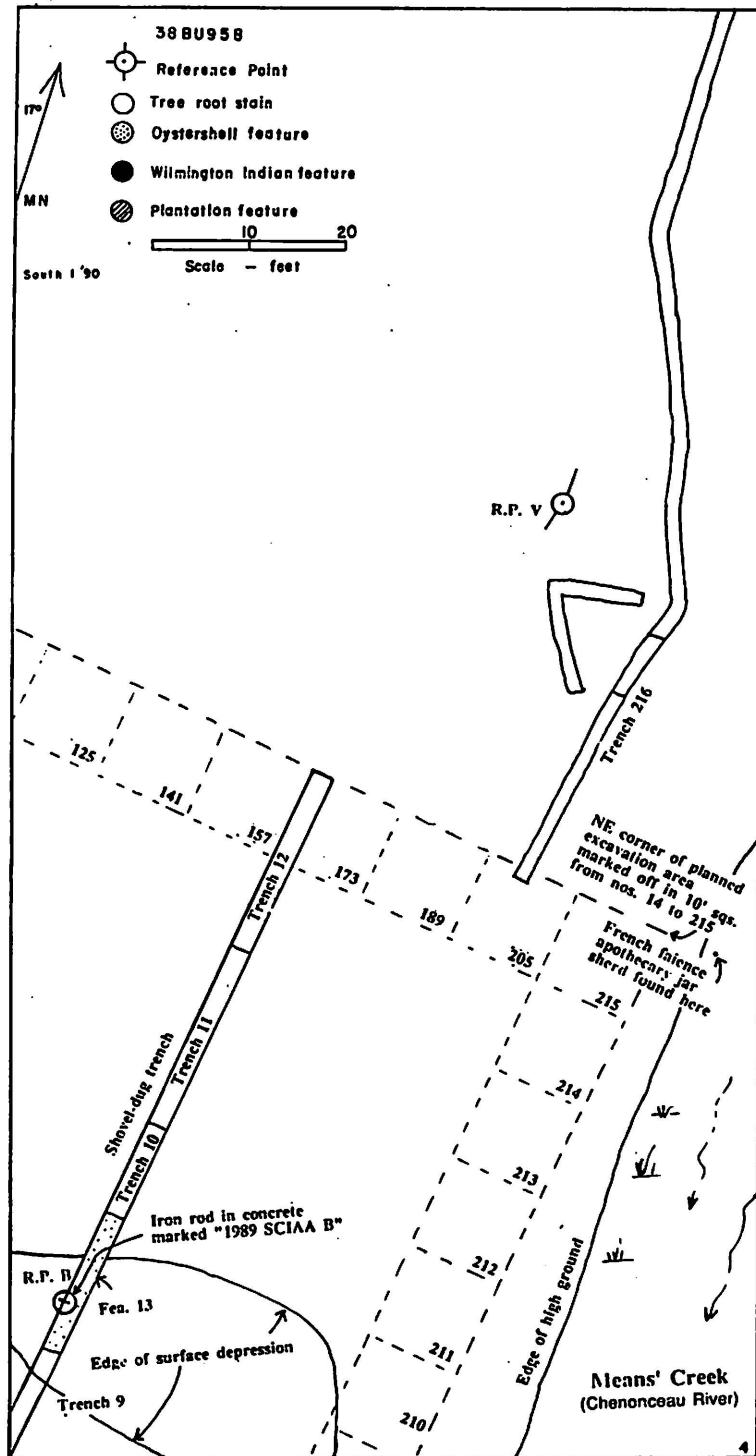 38BU958
Reference Point
17°
Tree root stain
Oystershell feature
Wilmington Indian feature
MN
Plantation feature
10 20
Scale – feet
South 1 '90
R.P. V
Trench 216
125
141
157
173
189
205
215
214
213
212
211
210
Trench 12
Trench 11
Trench 10
Shovel-dug trench
NE corner of planned
excavation area
marked off in 10' sqs.
from nos. 14 to 215
French faience
apothecary jar
sherd found here
Iron rod in concrete
marked "1989 SCIAA B"
R.P. B
Fea. 13
Edge of surface depression
Trench 9
Edge of high ground
Means' Creek
(Chenonceau River)